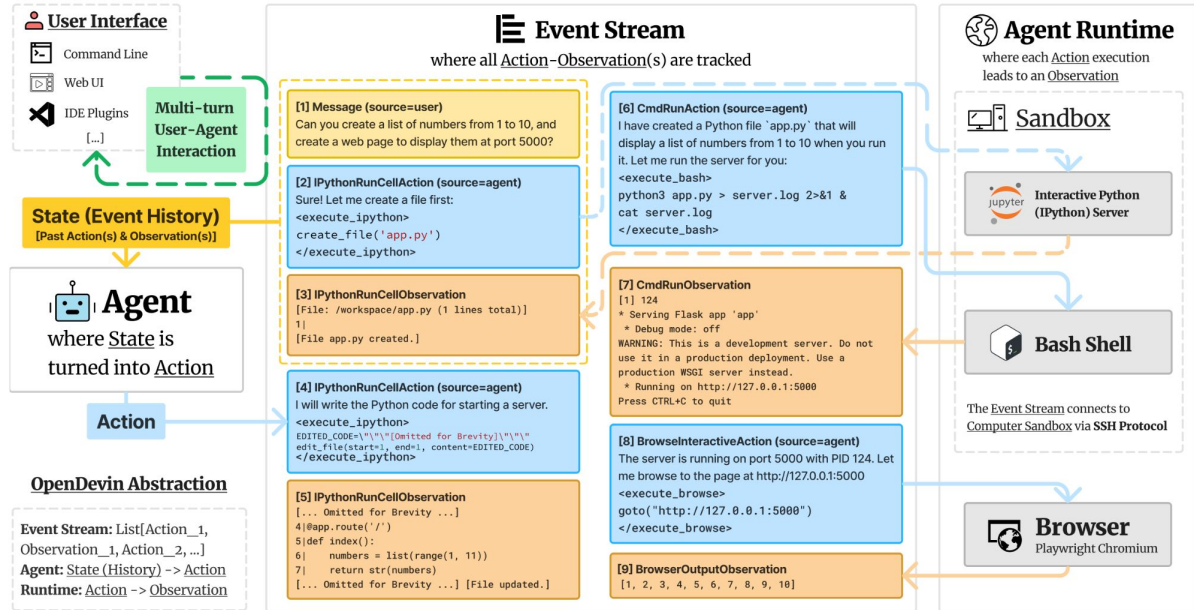 User Interface
Command Line
Web UI
IDE Plugins
[...]
Multi-turn
User-Agent
Interaction
State (Event History)
[Past Action(s) & Observation(s)]
Agent
where State is
turned into Action
Action
OpenDevin Abstraction
Event Stream: List[Action_1,
Observation_1, Action_2, ...]
Agent: State (History) -> Action
Runtime: Action -> Observation
Event Stream
where all Action-Observation(s) are tracked
[1] Message (source=user)
Can you create a list of numbers from 1 to 10, and
create a web page to display them at port 5000?
[2] IPythonRunCellAction (source=agent)
Sure! Let me create a file first:
<execute_ipython>
create_file('app.py')
</execute_ipython>
[3] IPythonRunCellObservation
[File: /workspace/app.py (1 lines total)]
1|
[File app.py created.]
[4] IPythonRunCellAction (source=agent)
I will write the Python code for starting a server.
<execute_ipython>
EDITED_CODE=\"\"\"[Omitted for Brevity]\"\"\"
edit_file(start=1, end=1, content=EDITED_CODE)
</execute_ipython>
[5] IPythonRunCellObservation
[... Omitted for Brevity ...]
4|@app.route('/')
5|def index():
6|    numbers = list(range(1, 11))
7|    return str(numbers)
[... Omitted for Brevity ...] [File updated.]
[6] CmdRunAction (source=agent)
I have created a Python file `app.py` that will
display a list of numbers from 1 to 10 when you run
it. Let me run the server for you:
<execute_bash>
python3 app.py > server.log 2>&1 &
cat server.log
</execute_bash>
[7] CmdRunObservation
[1] 124
* Serving Flask app 'app'
* Debug mode: off
WARNING: This is a development server. Do not
use it in a production deployment. Use a
production WSGI server instead.
* Running on http://127.0.0.1:5000
Press CTRL+C to quit
[8] BrowseInteractiveAction (source=agent)
The server is running on port 5000 with PID 124. Let
me browse to the page at http://127.0.0.1:5000
<execute_browse>
goto("http://127.0.0.1:5000")
</execute_browse>
[9] BrowserOutputObservation
[1, 2, 3, 4, 5, 6, 7, 8, 9, 10]
Agent Runtime
where each Action execution
leads to an Observation
Sandbox
jupyter
Interactive Python
(IPython) Server
$_
Bash Shell
The Event Stream connects to
Computer Sandbox via SSH Protocol
Browser
Playwright Chromium